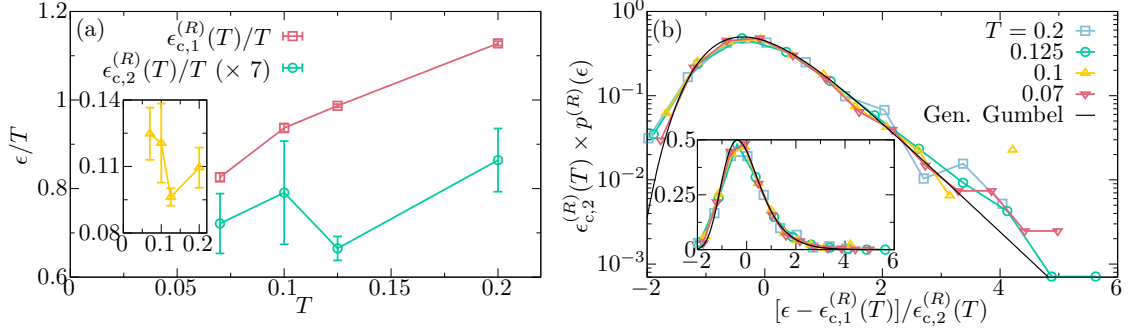 (a)
ϵ_{c,1}^{(R)}(T)/T
ϵ_{c,2}^{(R)}(T)/T (× 7)
1.2
1
0.8
0.6
ϵ/T
0 0.05 0.1 0.15 0.2
T
0.14
0.11
0.08
0 0.1 0.2
(b)
T = 0.2
0.125
0.1
0.07
Gen. Gumbel
10^0
10^{-1}
10^{-2}
10^{-3}
ϵ_{c,2}^{(R)}(T) × p^{(R)}(ϵ)
-2 0 2 4 6
[ϵ − ϵ_{c,1}^{(R)}(T)]/ϵ_{c,2}^{(R)}(T)
0.5
0.25
0
-2 0 2 4 6